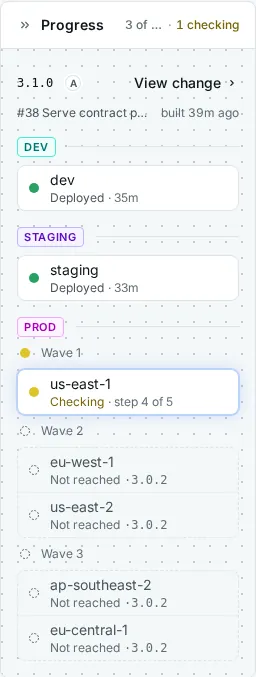 » Progress 3 of ... · 1 checking
3.1.0 A View change ›
#38 Serve contract p... built 39m ago
DEV
dev
Deployed · 35m
STAGING
staging
Deployed · 33m
PROD
Wave 1
us-east-1
Checking · step 4 of 5
Wave 2
eu-west-1
Not reached · 3.0.2
us-east-2
Not reached · 3.0.2
Wave 3
ap-southeast-2
Not reached · 3.0.2
eu-central-1
Not reached · 3.0.2